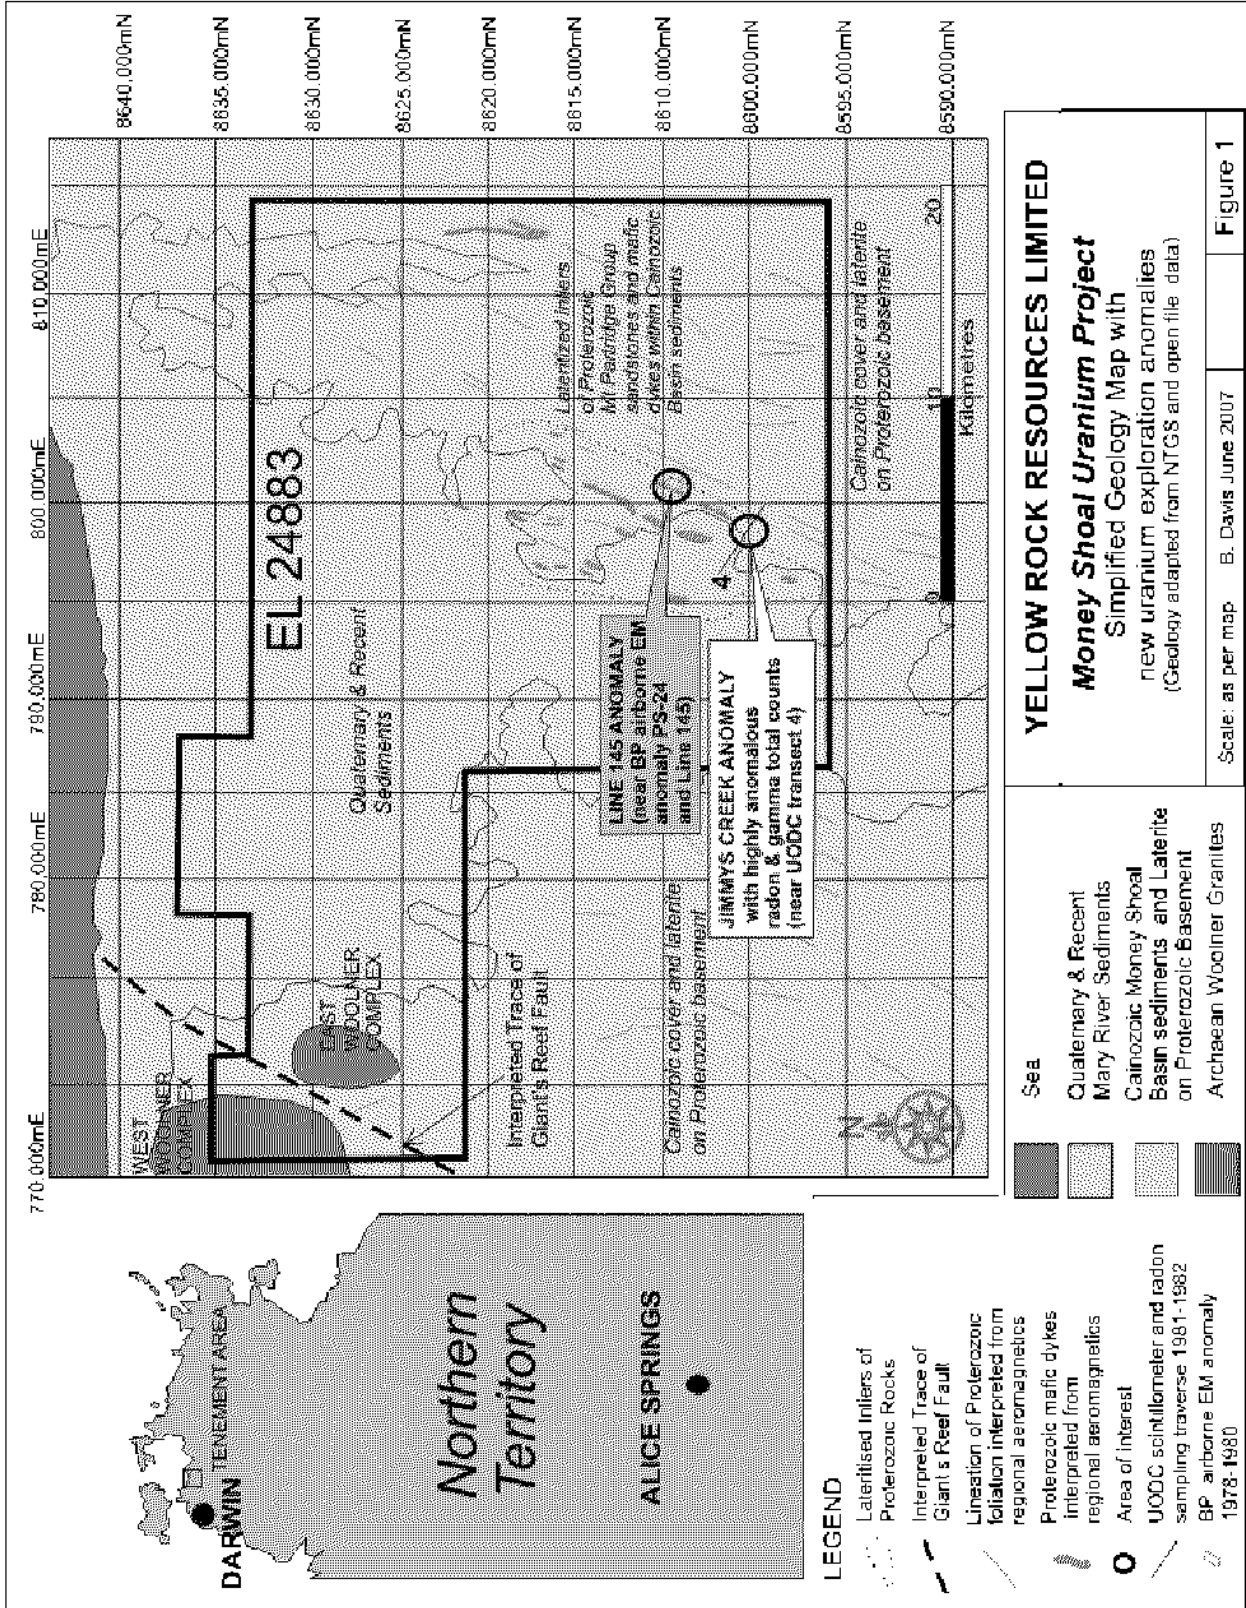 770.000mE
780.000mE
790.000mE
800.000mE
810.000mE
8640.000mN
8635.000mN
8630.000mN
8625.000mN
8620.000mN
8615.000mN
8610.000mN
8600.000mN
8595.000mN
8590.000mN
WEST
WOOLNER
COMPLEX
EAST
WOOLNER
COMPLEX
EL 24883
Quaternary & Recent
Sediments
Interpreted Trace of
Giant's Reef Fault
Lateritized inliers
of Proterozoic
Mt Partridge Group
sandstones and mafic
dykes within Cainozoic
Basin sediments
LINE 145 ANOMALY
(near BP airborne EM
anomaly PS-24
and Line 145)
4
JIMMYS CREEK ANOMALY
with highly anomalous
radon & gamma total counts
(near UODC transect 4)
Cainozoic cover and laterite
on Proterozoic basement
Cainozoic cover and laterite
on Proterozoic basement
N
0
10
20
Kilometres
DARWIN
TENEMENT AREA
Northern
Territory
ALICE SPRINGS
LEGEND
Lateritised Inliers of
Proterozoic Rocks
Interpreted Trace of
Giant s Reef Fault
Lineation of Proterozoic
foliation interpreted from
regional aeromagnetics
Proterozoic mafic dykes
interpreted from
regional aeromagnetics
Area of interest
UODC scintillometer and radon
sampling traverse 1981-1982
BP airborne EM anomaly
1978-1980
Sea
Quaternary & Recent
Mary River Sediments
Cainozoic Money Shoal
Basin sediments and Laterite
on Proterozoic Basement
Archaean Woolner Granites
YELLOW ROCK RESOURCES LIMITED
Money Shoal Uranium Project
Simplified Geology Map with
new uranium exploration anomalies
(Geology adapted from NTGS and open file data)
Scale: as per map
B. Davis June 2007
Figure 1